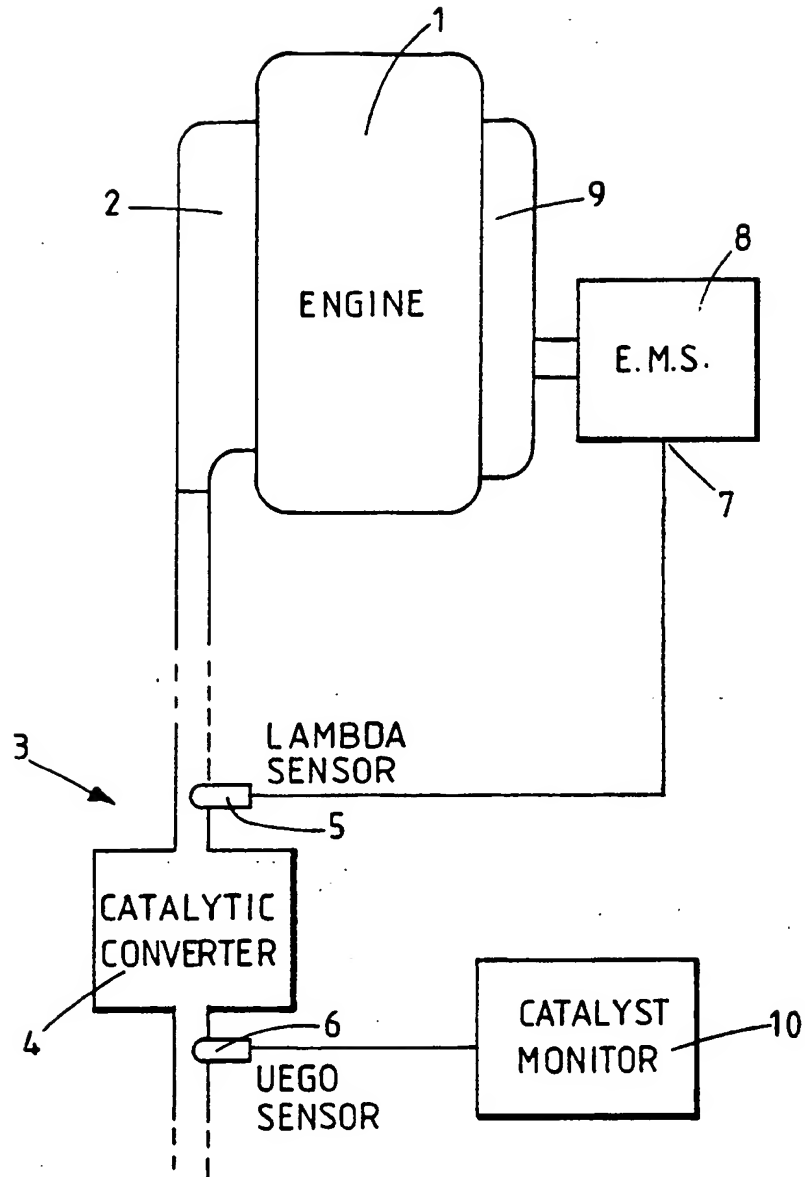 1
2
9
8
ENGINE
E.M.S.
7
LAMBDA
SENSOR
3
5
CATALYTIC
CONVERTER
4
6
UEGO
SENSOR
CATALYST
MONITOR
10